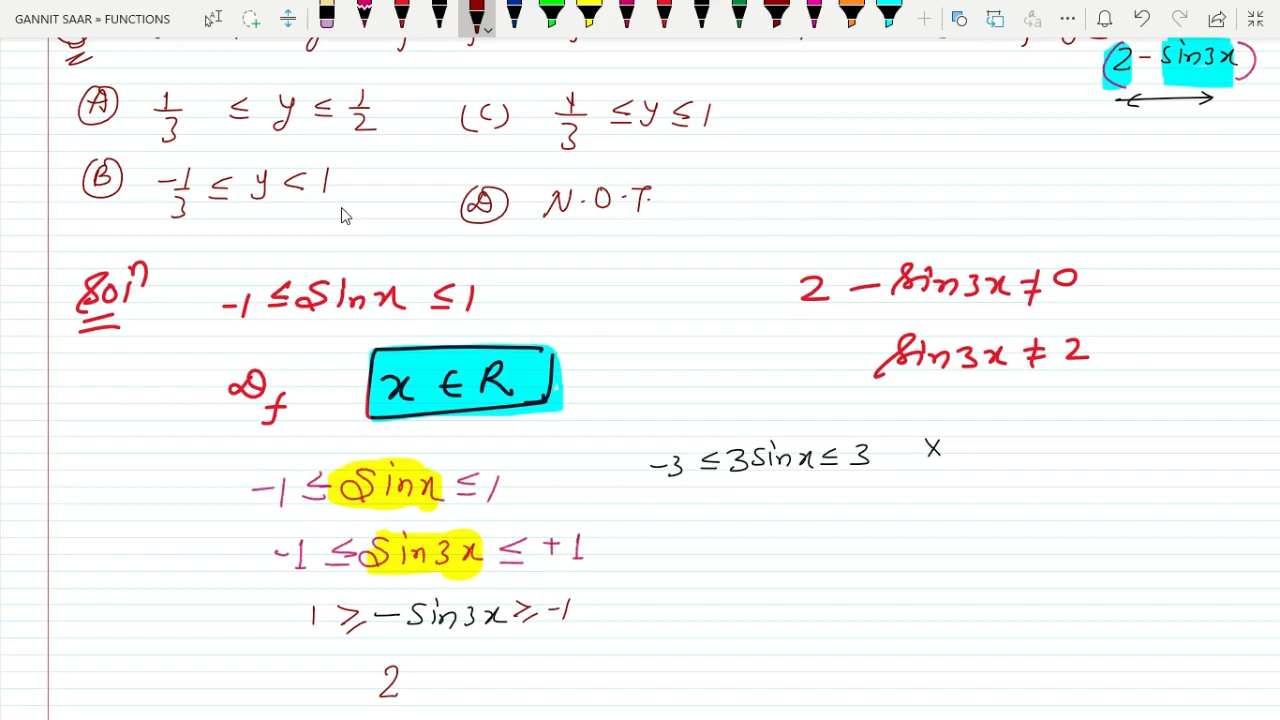 GANNIT SAAR » FUNCTIONS
2 - sin3x
(A) 1/3 ≤ y ≤ 1/2
(C) 1/3 ≤ y ≤ 1
(B) -1/3 ≤ y < 1
(D) N.O.T.
Solⁿ
-1 ≤ Sinx ≤ 1
2 - sin3x ≠ 0
sin3x ≠ 2
D_f x ∈ R
-3 ≤ 3sinx ≤ 3 ×
-1 ≤ Sinx ≤ 1
-1 ≤ Sin3x ≤ +1
1 ≥ - Sin3x ≥ -1
2